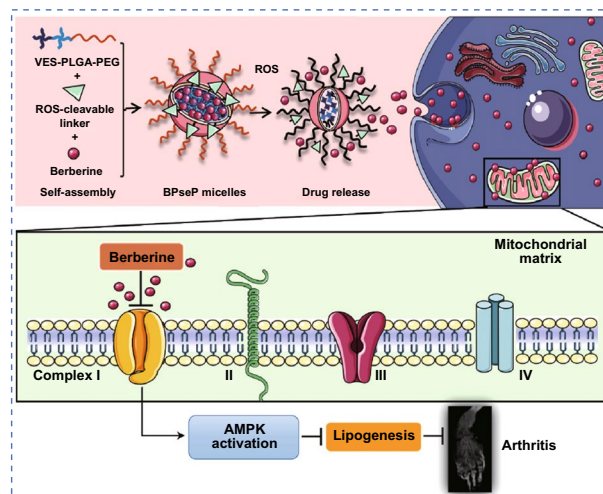 VES-PLGA-PEG
+
ROS-cleavable
linker
+
Berberine
Self-assembly
BPseP micelles
ROS
Drug release
Mitochondrial
matrix
Berberine
Complex I
II
III
IV
AMPK
activation
Lipogenesis
Arthritis